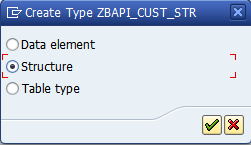 Create Type ZBAPI_CUST_STR
Data element
Structure
Table type